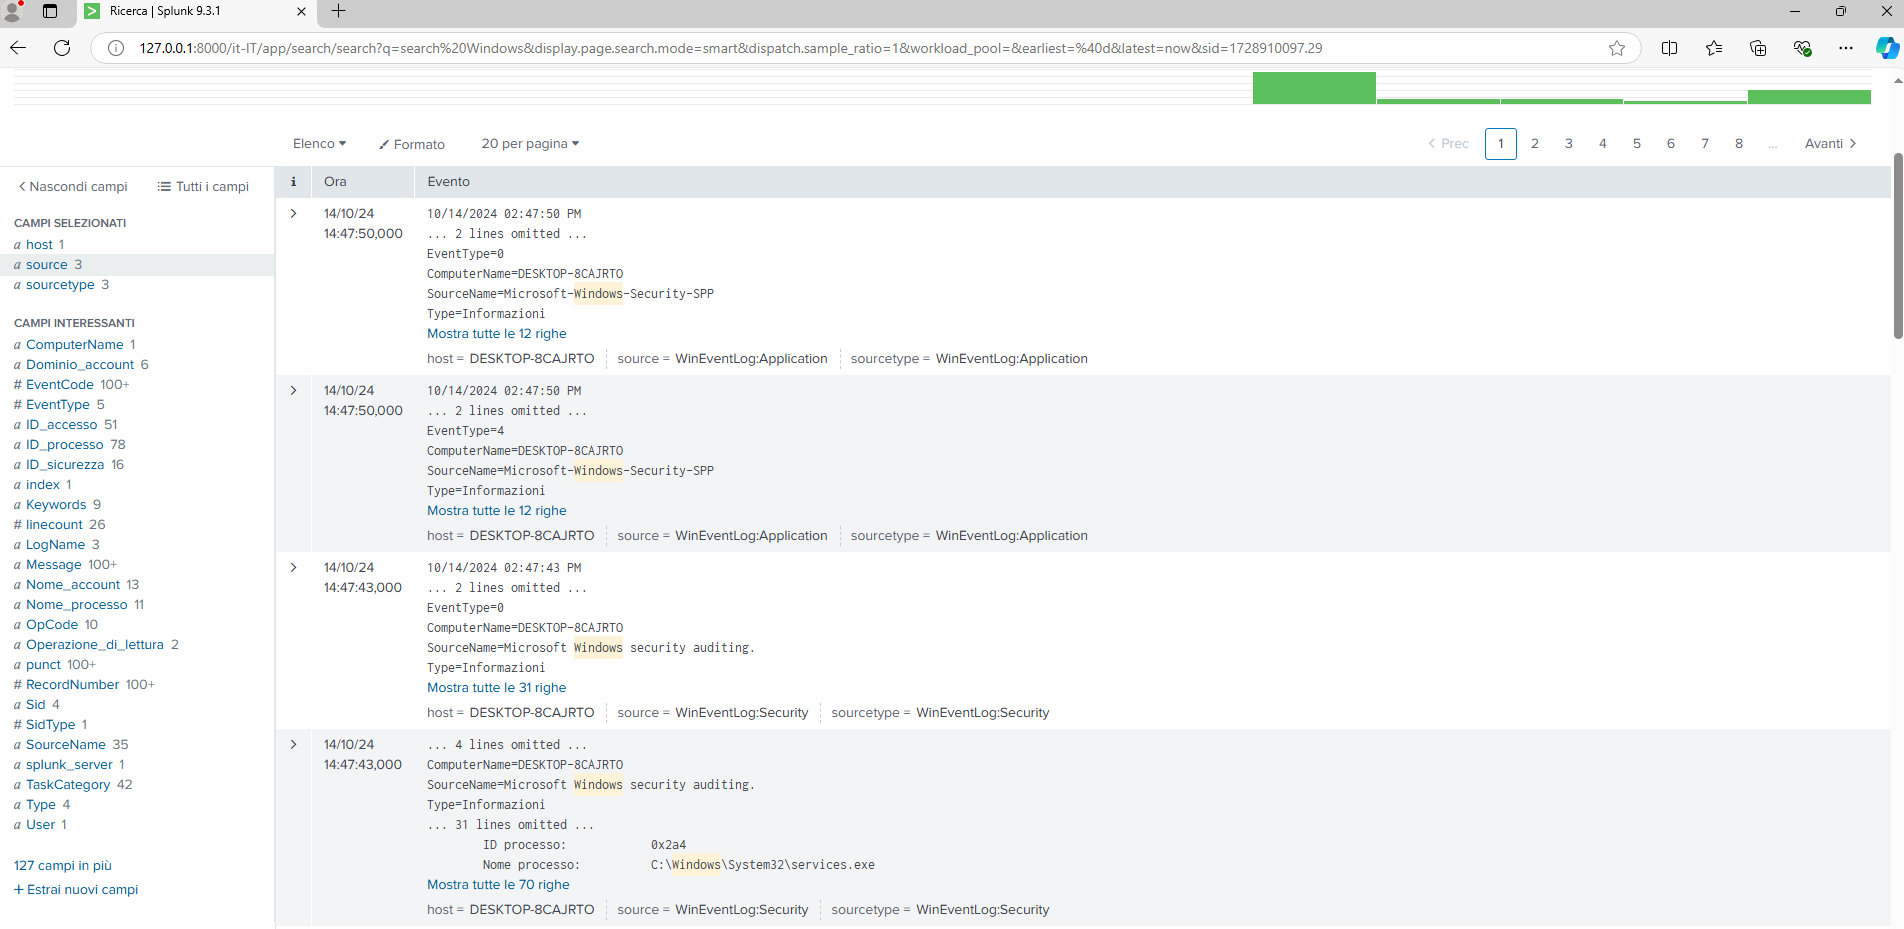 Ricerca | Splunk 9.3.1
127.0.0.1:8000/it-IT/app/search/search?q=search%20Windows&display.page.search.mode=smart&dispatch.sample_ratio=1&workload_pool=&earliest=%40d&latest=now&sid=1728910097.29
Elenco Formato 20 per pagina
Prec 1 2 3 4 5 6 7 8 ... Avanti
Nascondi campi Tutti i campi
CAMPI SELEZIONATI
a host 1
a source 3
a sourcetype 3
CAMPI INTERESSANTI
a ComputerName 1
a Dominio_account 6
# EventCode 100+
# EventType 5
a ID_accesso 51
a ID_processo 78
a ID_sicurezza 16
a index 1
a Keywords 9
# linecount 26
a LogName 3
a Message 100+
a Nome_account 13
a Nome_processo 11
a OpCode 10
a Operazione_di_lettura 2
a punct 100+
# RecordNumber 100+
a Sid 4
# SidType 1
a SourceName 35
a splunk_server 1
a TaskCategory 42
a Type 4
a User 1
127 campi in più
+ Estrai nuovi campi
i Ora Evento
14/10/24
14:47:50,000
10/14/2024 02:47:50 PM
... 2 lines omitted ...
EventType=0
ComputerName=DESKTOP-8CAJRTO
SourceName=Microsoft-Windows-Security-SPP
Type=Informazioni
Mostra tutte le 12 righe
host = DESKTOP-8CAJRTO source = WinEventLog:Application sourcetype = WinEventLog:Application
14/10/24
14:47:50,000
10/14/2024 02:47:50 PM
... 2 lines omitted ...
EventType=4
ComputerName=DESKTOP-8CAJRTO
SourceName=Microsoft-Windows-Security-SPP
Type=Informazioni
Mostra tutte le 12 righe
host = DESKTOP-8CAJRTO source = WinEventLog:Application sourcetype = WinEventLog:Application
14/10/24
14:47:43,000
10/14/2024 02:47:43 PM
... 2 lines omitted ...
EventType=0
ComputerName=DESKTOP-8CAJRTO
SourceName=Microsoft Windows security auditing.
Type=Informazioni
Mostra tutte le 31 righe
host = DESKTOP-8CAJRTO source = WinEventLog:Security sourcetype = WinEventLog:Security
14/10/24
14:47:43,000
... 4 lines omitted ...
ComputerName=DESKTOP-8CAJRTO
SourceName=Microsoft Windows security auditing.
Type=Informazioni
... 31 lines omitted ...
ID processo: 0x2a4
Nome processo: C:\Windows\System32\services.exe
Mostra tutte le 70 righe
host = DESKTOP-8CAJRTO source = WinEventLog:Security sourcetype = WinEventLog:Security